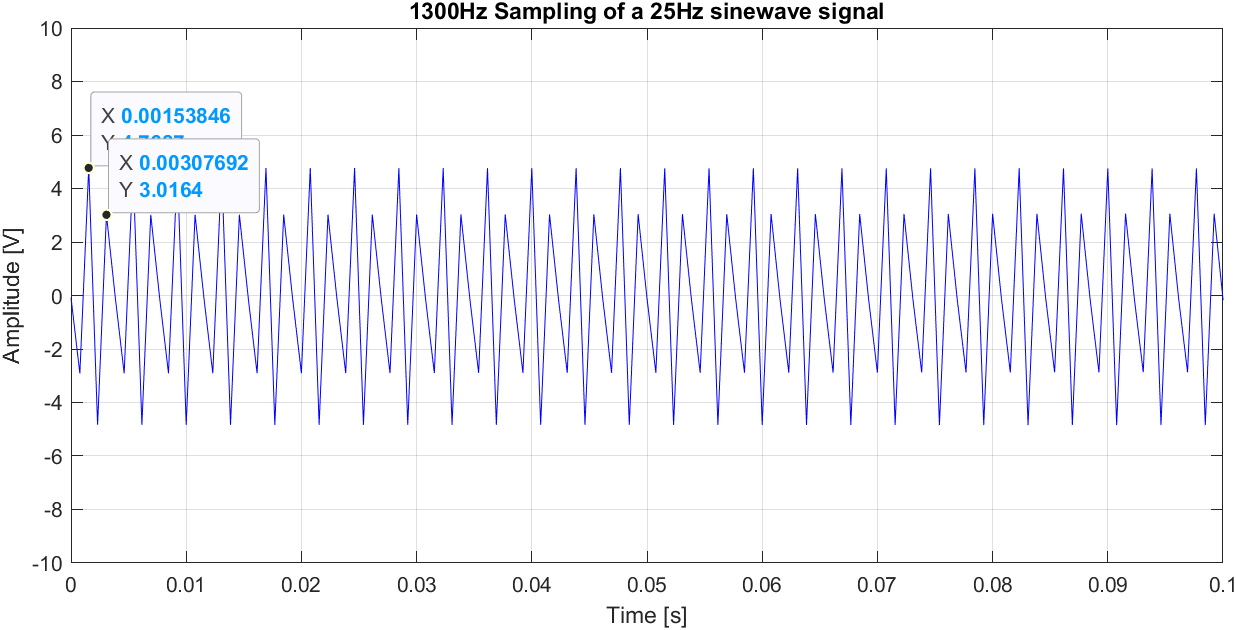 1300Hz Sampling of a 25Hz sinewave signal
10
8
6
4
2
0
-2
-4
-6
-8
-10
Amplitude [V]
X 0.00153846
Y
X 0.00307692
Y 3.0164
0 0.01 0.02 0.03 0.04 0.05 0.06 0.07 0.08 0.09 0.1
Time [s]